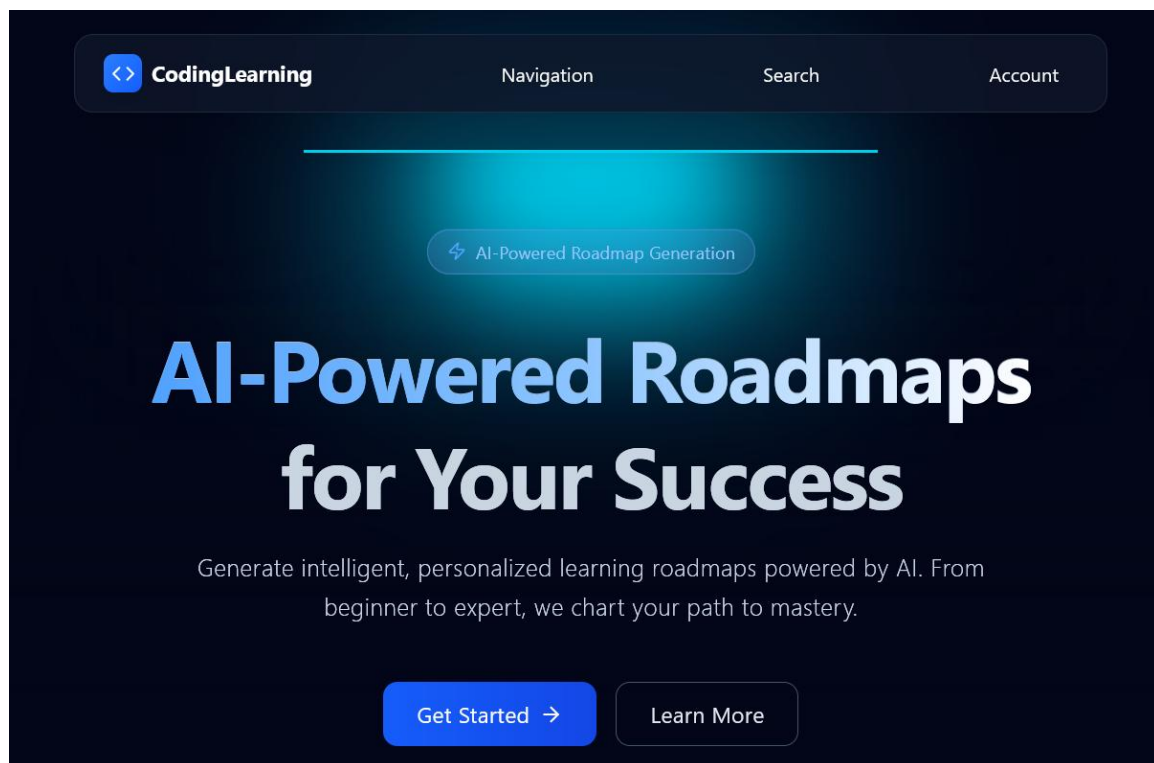 CodingLearning
Navigation
Search
Account
AI-Powered Roadmap Generation
AI-Powered Roadmaps
for Your Success
Generate intelligent, personalized learning roadmaps powered by AI. From
beginner to expert, we chart your path to mastery.
Get Started →
Learn More